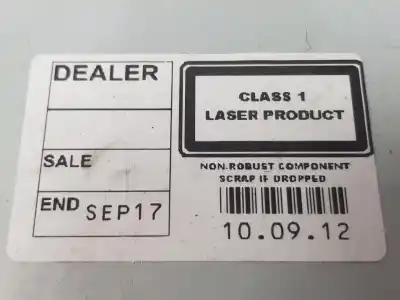 DEALER
CLASS 1
LASER PRODUCT
NON-ROBUST COMPONENT
SCRAP IF DROPPED
SALE
END SEP17
10.09.12